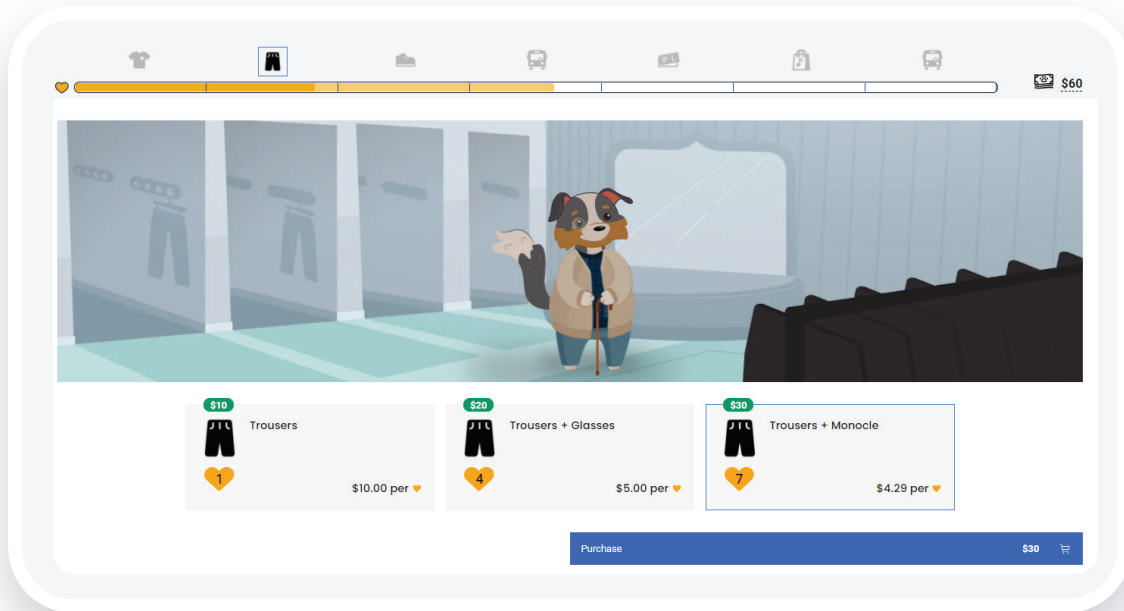 $60
$10
Trousers
1
$10.00 per
$20
Trousers + Glasses
4
$5.00 per
$30
Trousers + Monocle
7
$4.29 per
Purchase $30